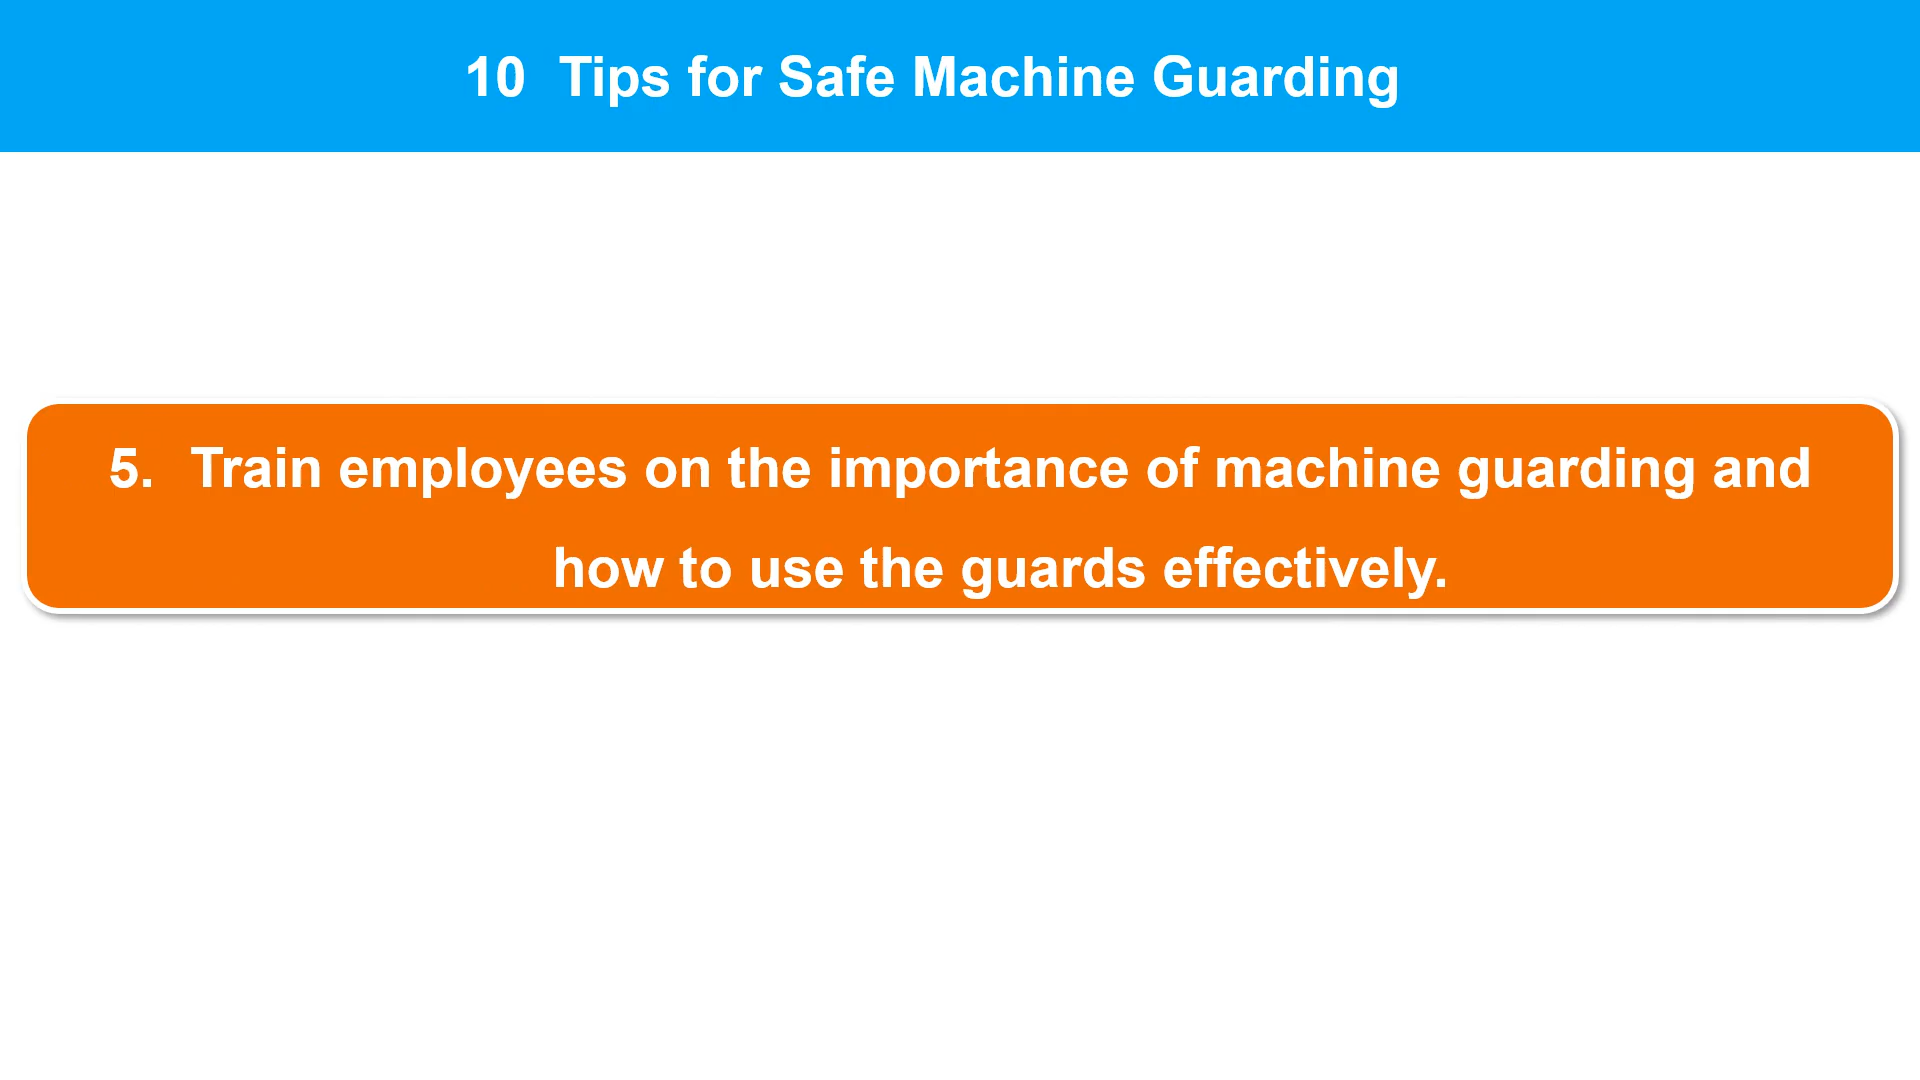 10 Tips for Safe Machine Guarding
5. Train employees on the importance of machine guarding and
how to use the guards effectively.